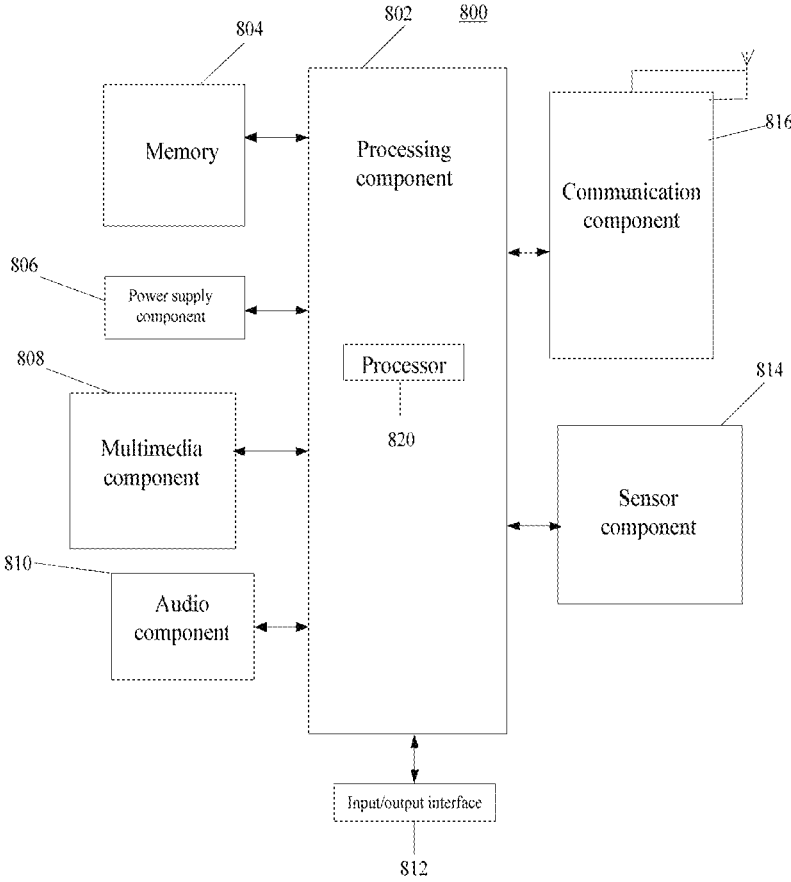 802
800
804
Memory
Processing
component
816
Communication
component
806
Power supply
component
808
Processor
820
814
Multimedia
component
Sensor
component
810
Audio
component
Input/output interface
812